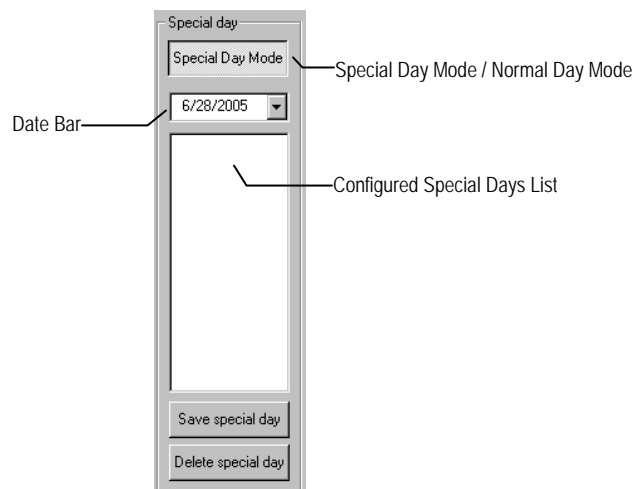 Special day
Special Day Mode
Special Day Mode / Normal Day Mode
6/28/2005
Date Bar
Configured Special Days List
Save special day
Delete special day